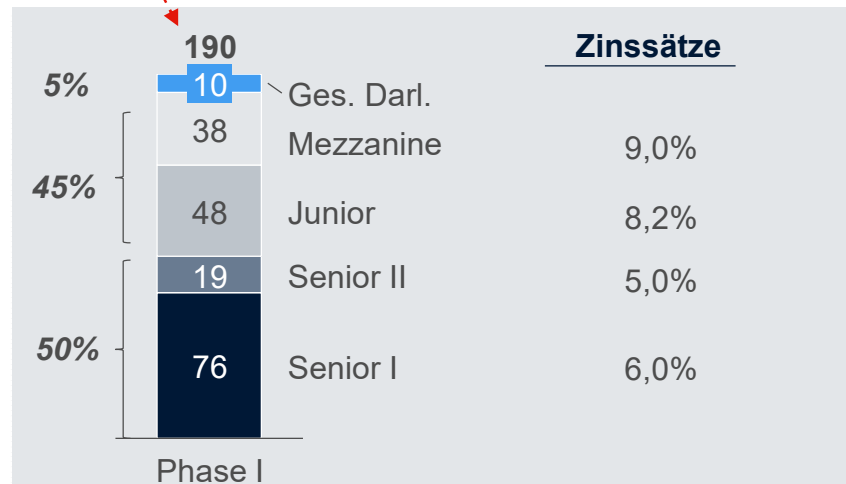 190 Zinssätze
5% 10 Ges. Darl.
38 Mezzanine 9,0%
45%
48 Junior 8,2%
19 Senior II 5,0%
50% 76 Senior I 6,0%
Phase I